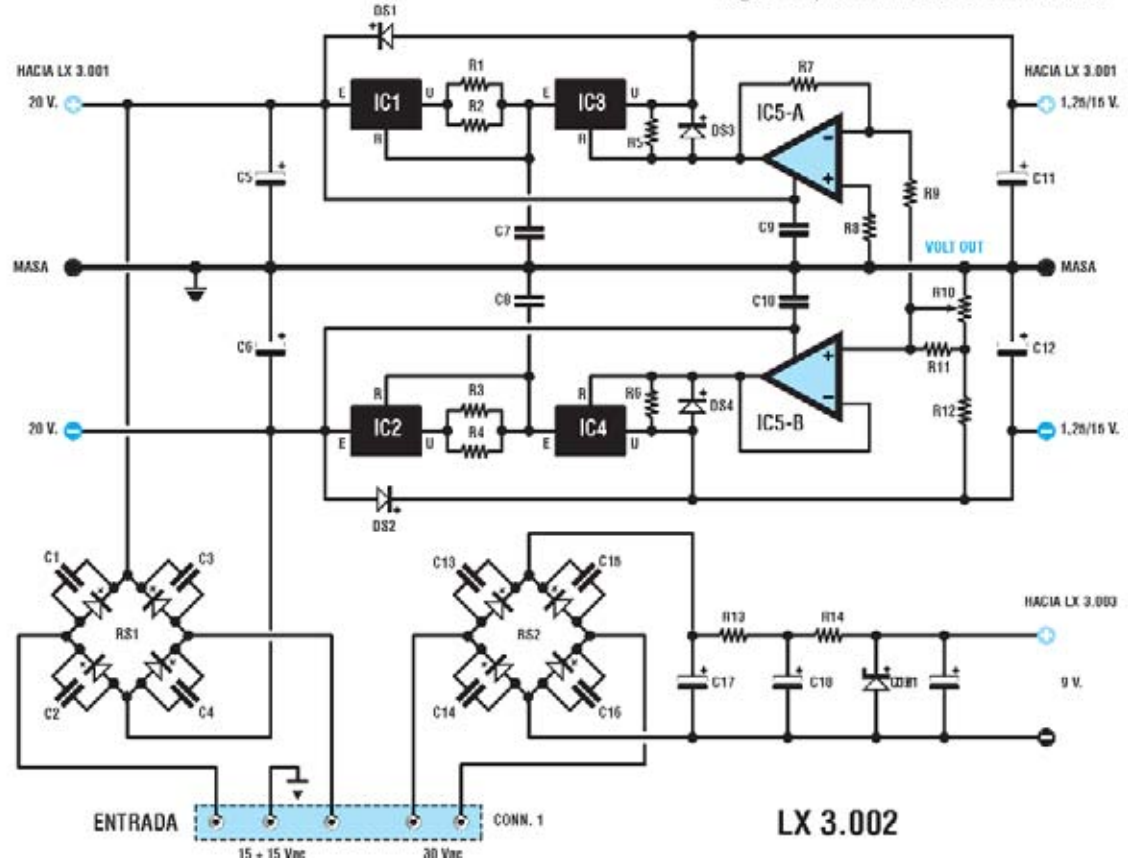 DS1
HACIA LX 3.001
20 V.
E
IC1
U
R1
R2
R
E
IC3
U
R
R5
DS3
R7
IC5-A
R8
R9
HACIA LX 3.001
1,25/15 V.
C5
C7
C9
C11
VOLT OUT
MASA
MASA
C8
C10
R10
C6
C12
R11
R12
20 V.
E
IC2
U
R
R3
R4
E
IC4
U
R
R6
DS4
IC5-B
1,25/15 V.
DS2
C1
C3
RS1
C2
C4
C13
C15
RS2
C14
C16
R13
R14
C17
C18
HACIA LX 3.003
9 V.
ENTRADA
CONN. 1
15 + 15 Vac
30 Vac
LX 3.002